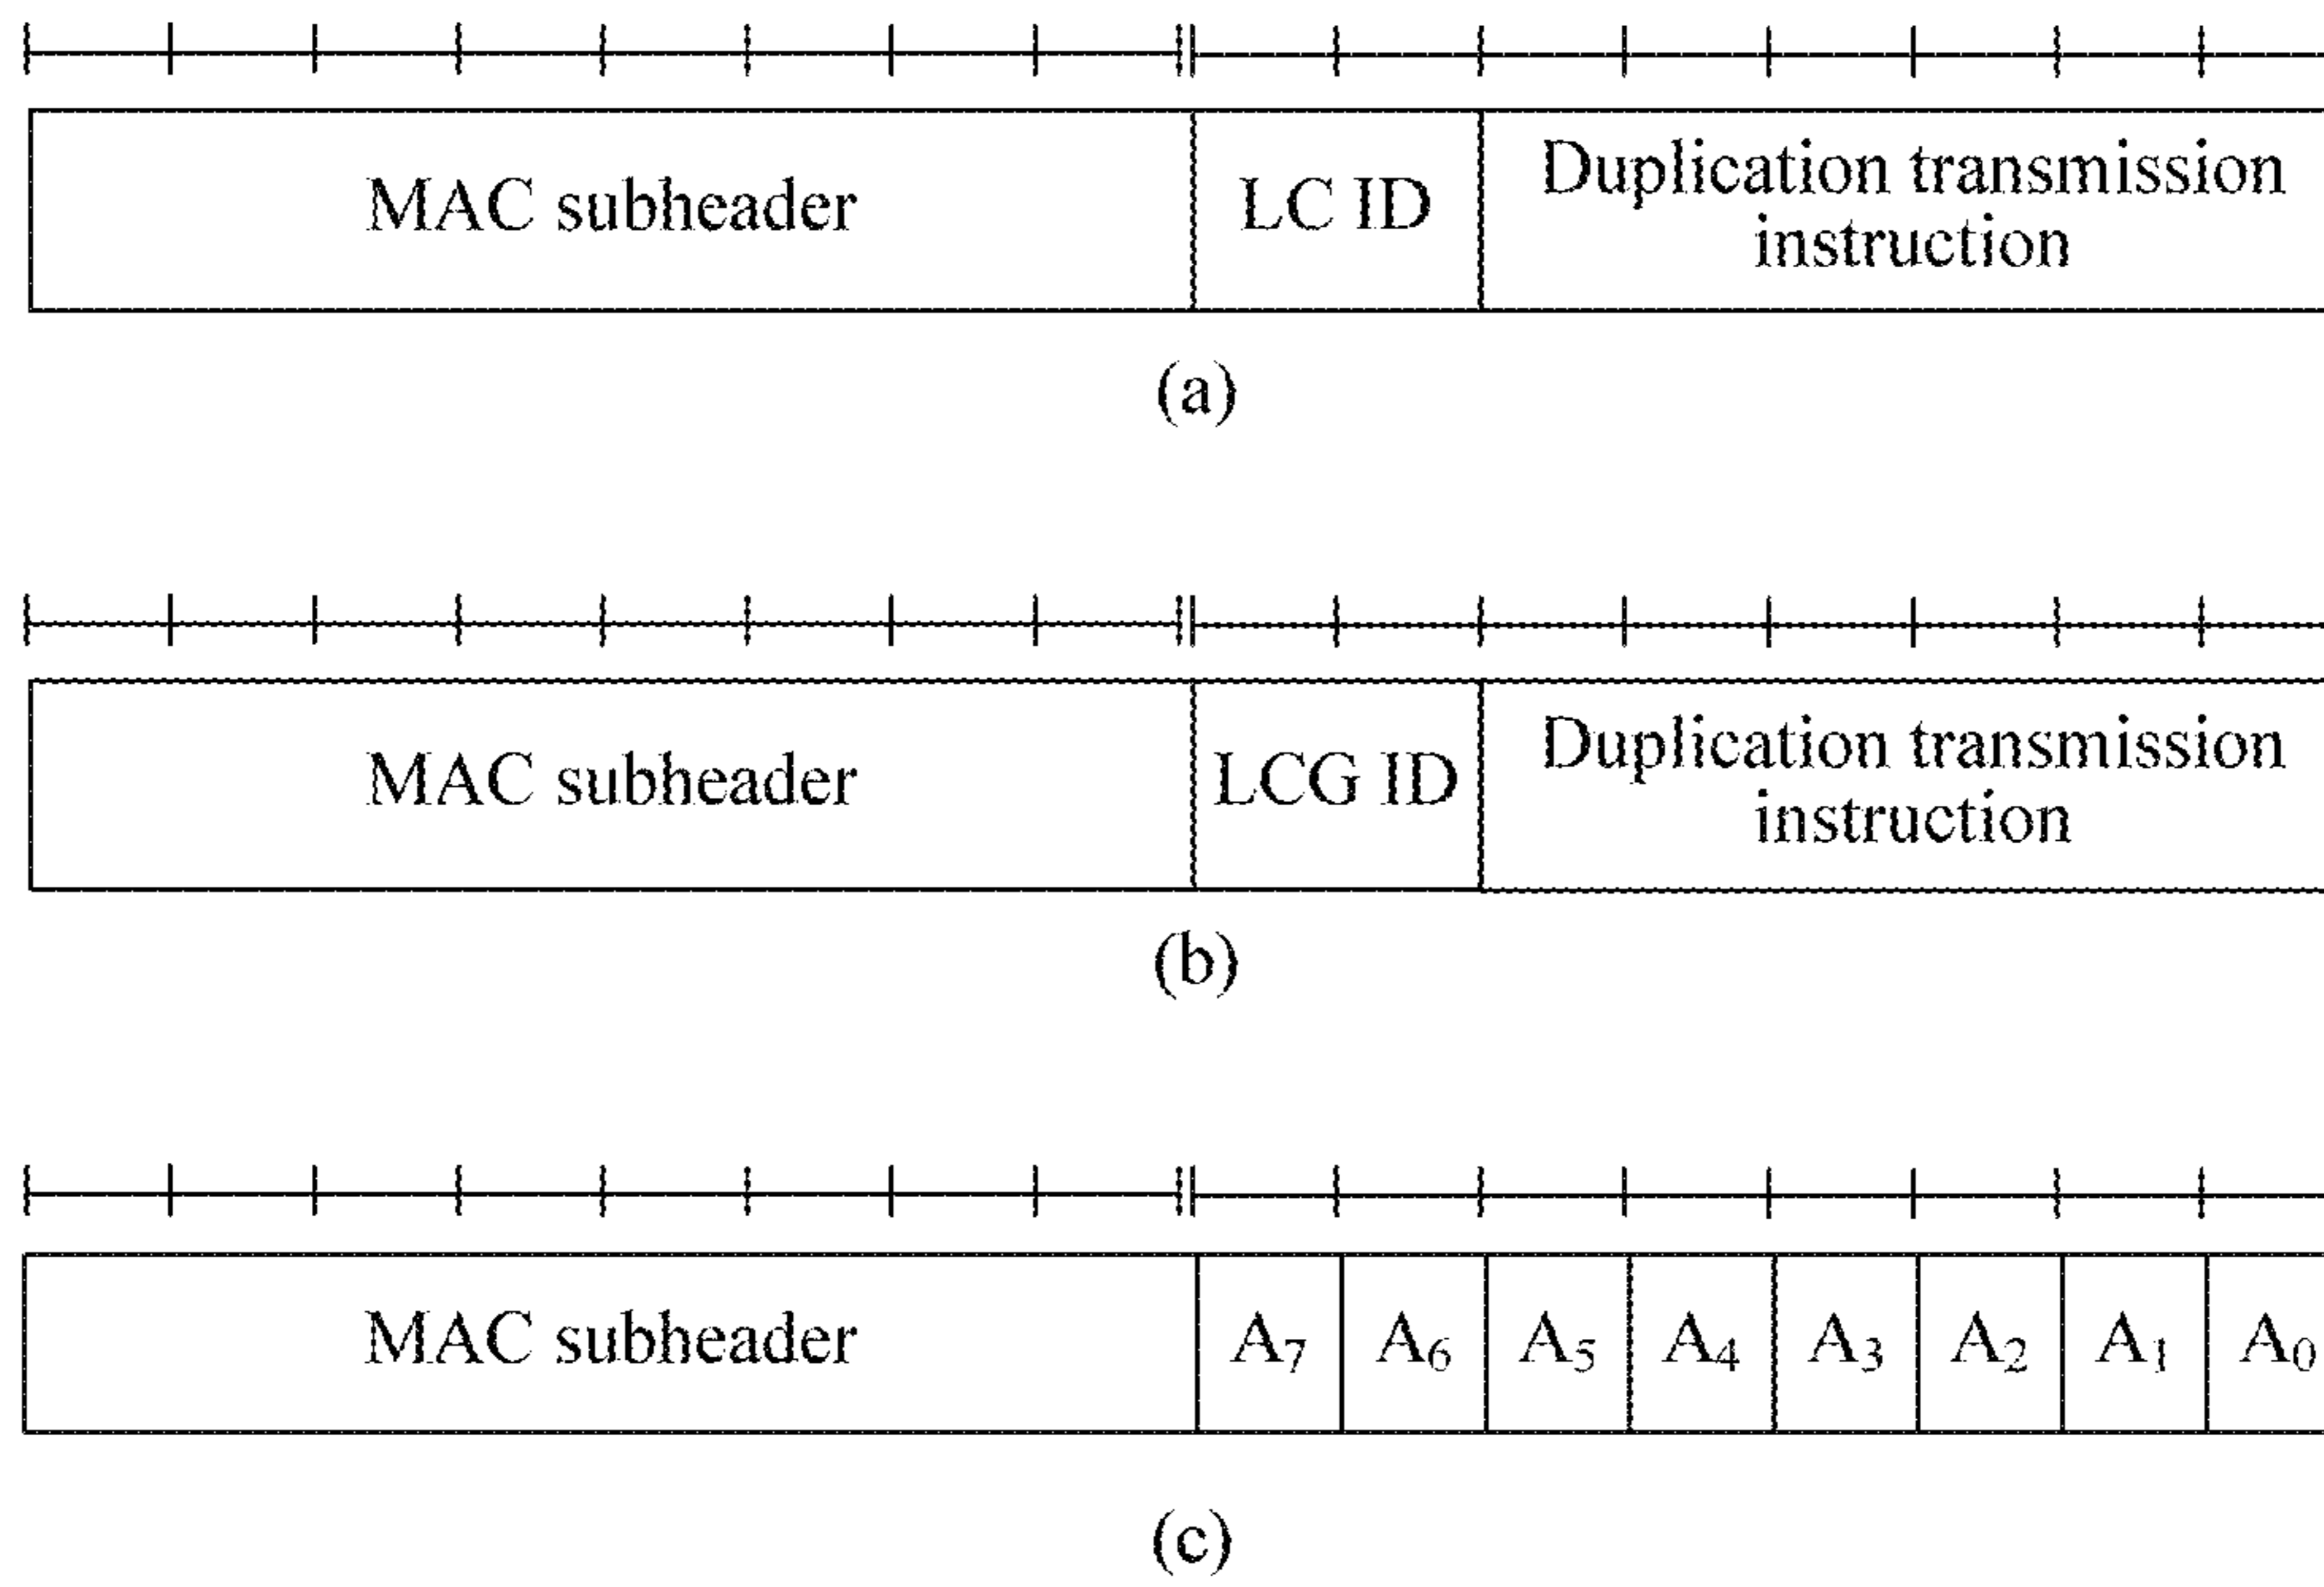 MAC subheader
LC ID
Duplication transmission
instruction
(a)
MAC subheader
LCG ID
Duplication transmission
instruction
(b)
MAC subheader
A₇
A₆
A₅
A₄
A₃
A₂
A₁
A₀
(c)